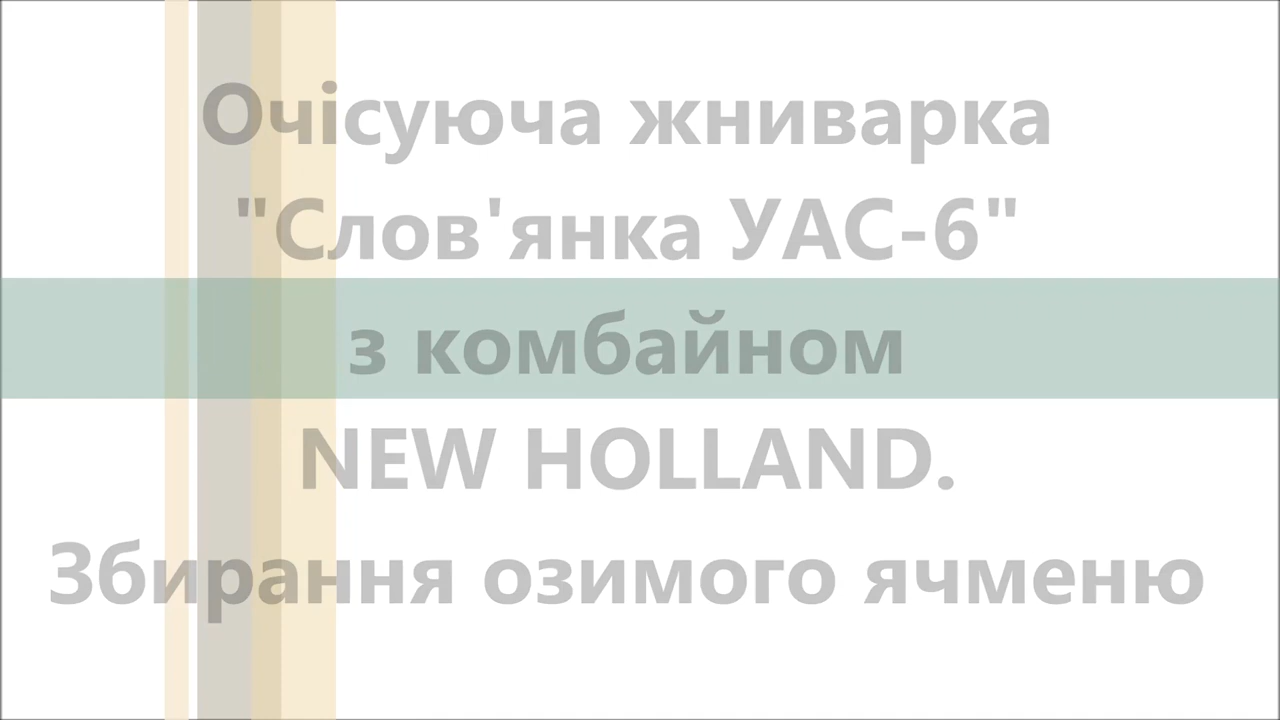 Очісуюча жниварка
"Слов'янка УАС-6"
з комбайном
NEW HOLLAND.
Збирання озимого ячменю